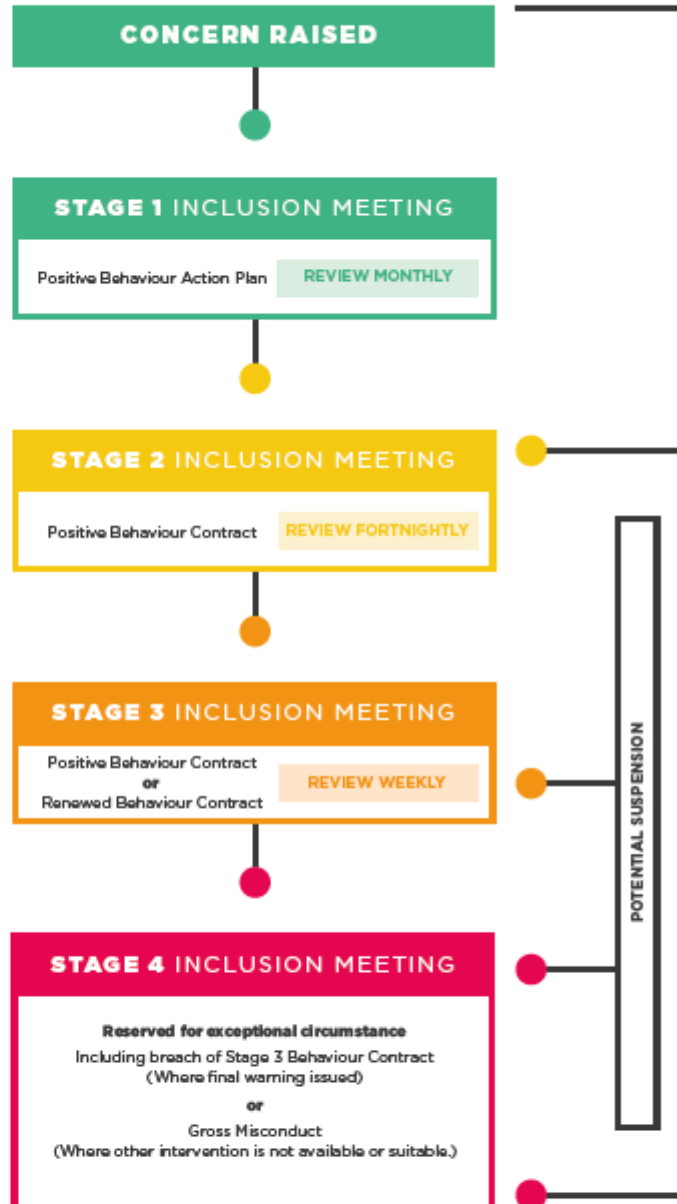 CONCERN RAISED
STAGE 1 INCLUSION MEETING
Positive Behaviour Action Plan
REVIEW MONTHLY
STAGE 2 INCLUSION MEETING
Positive Behaviour Contract
REVIEW FORTNIGHTLY
STAGE 3 INCLUSION MEETING
Positive Behaviour Contract
or
Renewed Behaviour Contract
REVIEW WEEKLY
POTENTIAL SUSPENSION
STAGE 4 INCLUSION MEETING
Reserved for exceptional circumstance
Including breach of Stage 3 Behaviour Contract
(Where final warning issued)
or
Gross Misconduct
(Where other intervention is not available or suitable.)